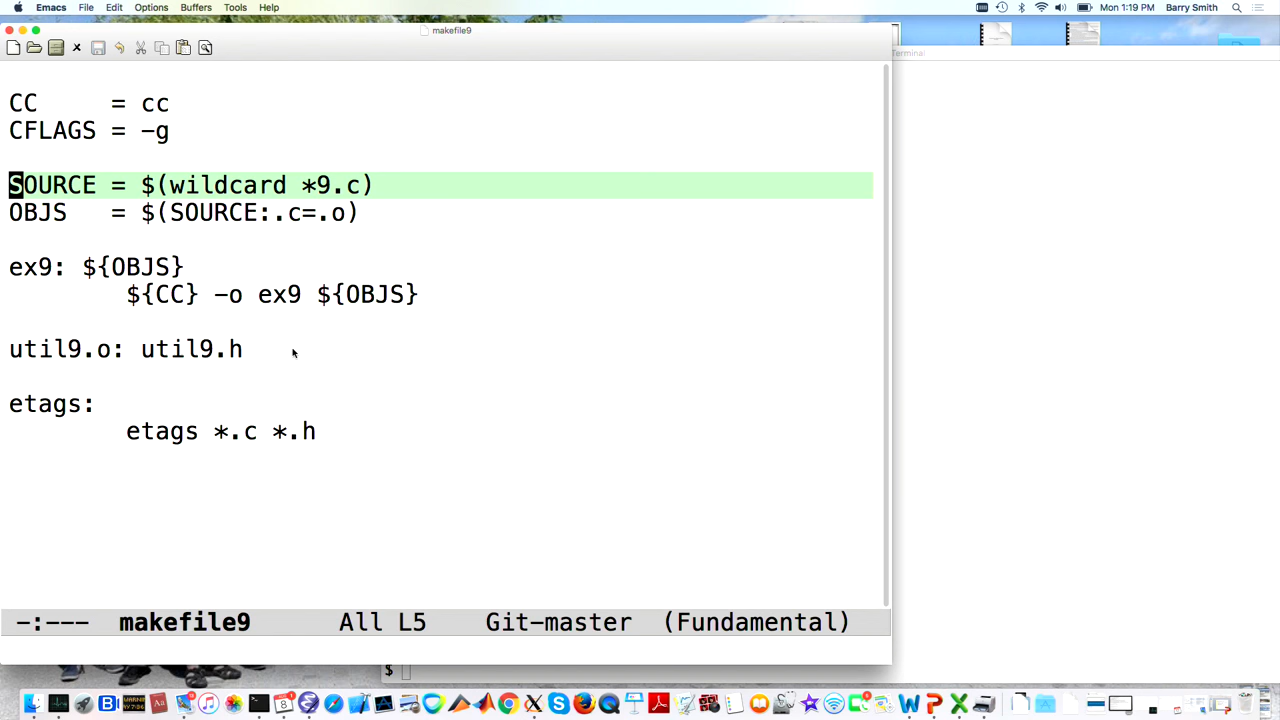 Emacs File Edit Options Buffers Tools Help Mon 1:19 PM Barry Smith
makefile9
Terminal
CC = cc
CFLAGS = -g
SOURCE = $(wildcard *9.c)
OBJS = $(SOURCE:.c=.o)
ex9: ${OBJS}
${CC} -o ex9 ${OBJS}
util9.o: util9.h
etags:
etags *.c *.h
-:--- makefile9 All L5 Git-master (Fundamental)
$